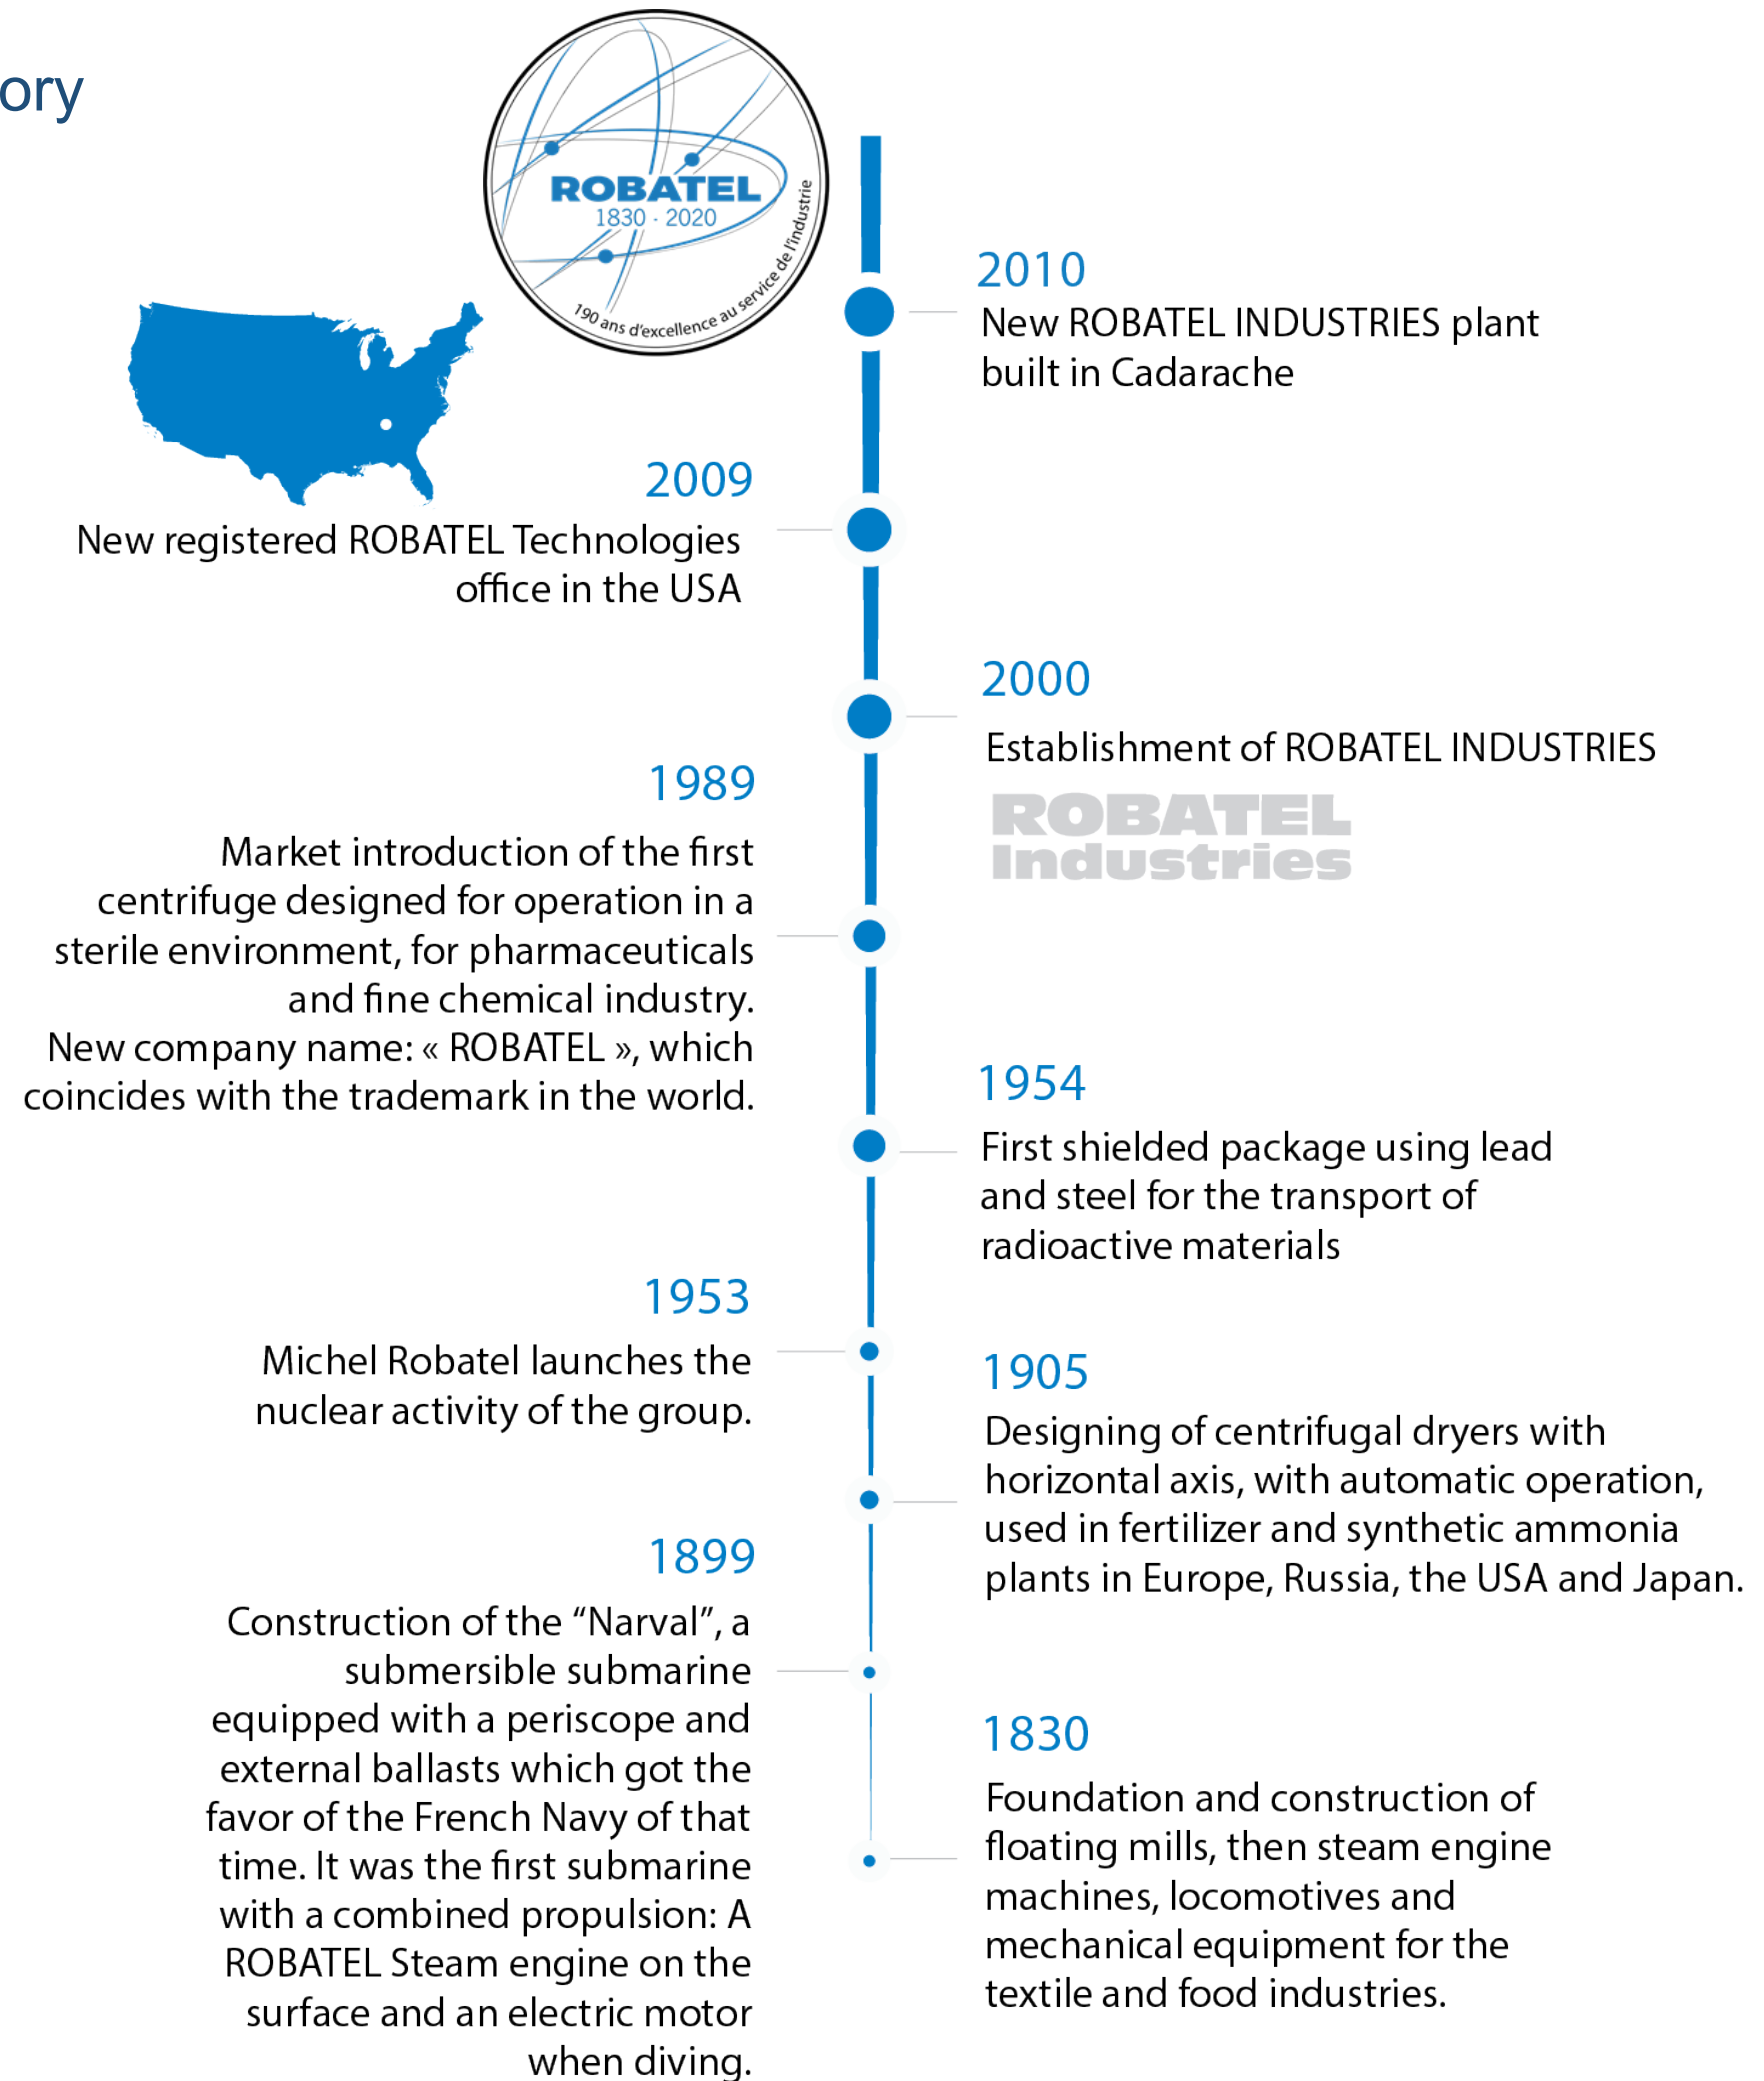 ory
ROBATEL
1830 · 2020
190 ans d'excellence au service de l'industrie
2010
New ROBATEL INDUSTRIES plant
built in Cadarache
2009
New registered ROBATEL Technologies
office in the USA
2000
Establishment of ROBATEL INDUSTRIES
ROBATEL
Industries
1989
Market introduction of the first
centrifuge designed for operation in a
sterile environment, for pharmaceuticals
and fine chemical industry.
New company name: « ROBATEL », which
coincides with the trademark in the world.
1954
First shielded package using lead
and steel for the transport of
radioactive materials
1953
Michel Robatel launches the
nuclear activity of the group.
1905
Designing of centrifugal dryers with
horizontal axis, with automatic operation,
used in fertilizer and synthetic ammonia
plants in Europe, Russia, the USA and Japan.
1899
Construction of the “Narval”, a
submersible submarine
equipped with a periscope and
external ballasts which got the
favor of the French Navy of that
time. It was the first submarine
with a combined propulsion: A
ROBATEL Steam engine on the
surface and an electric motor
when diving.
1830
Foundation and construction of
floating mills, then steam engine
machines, locomotives and
mechanical equipment for the
textile and food industries.